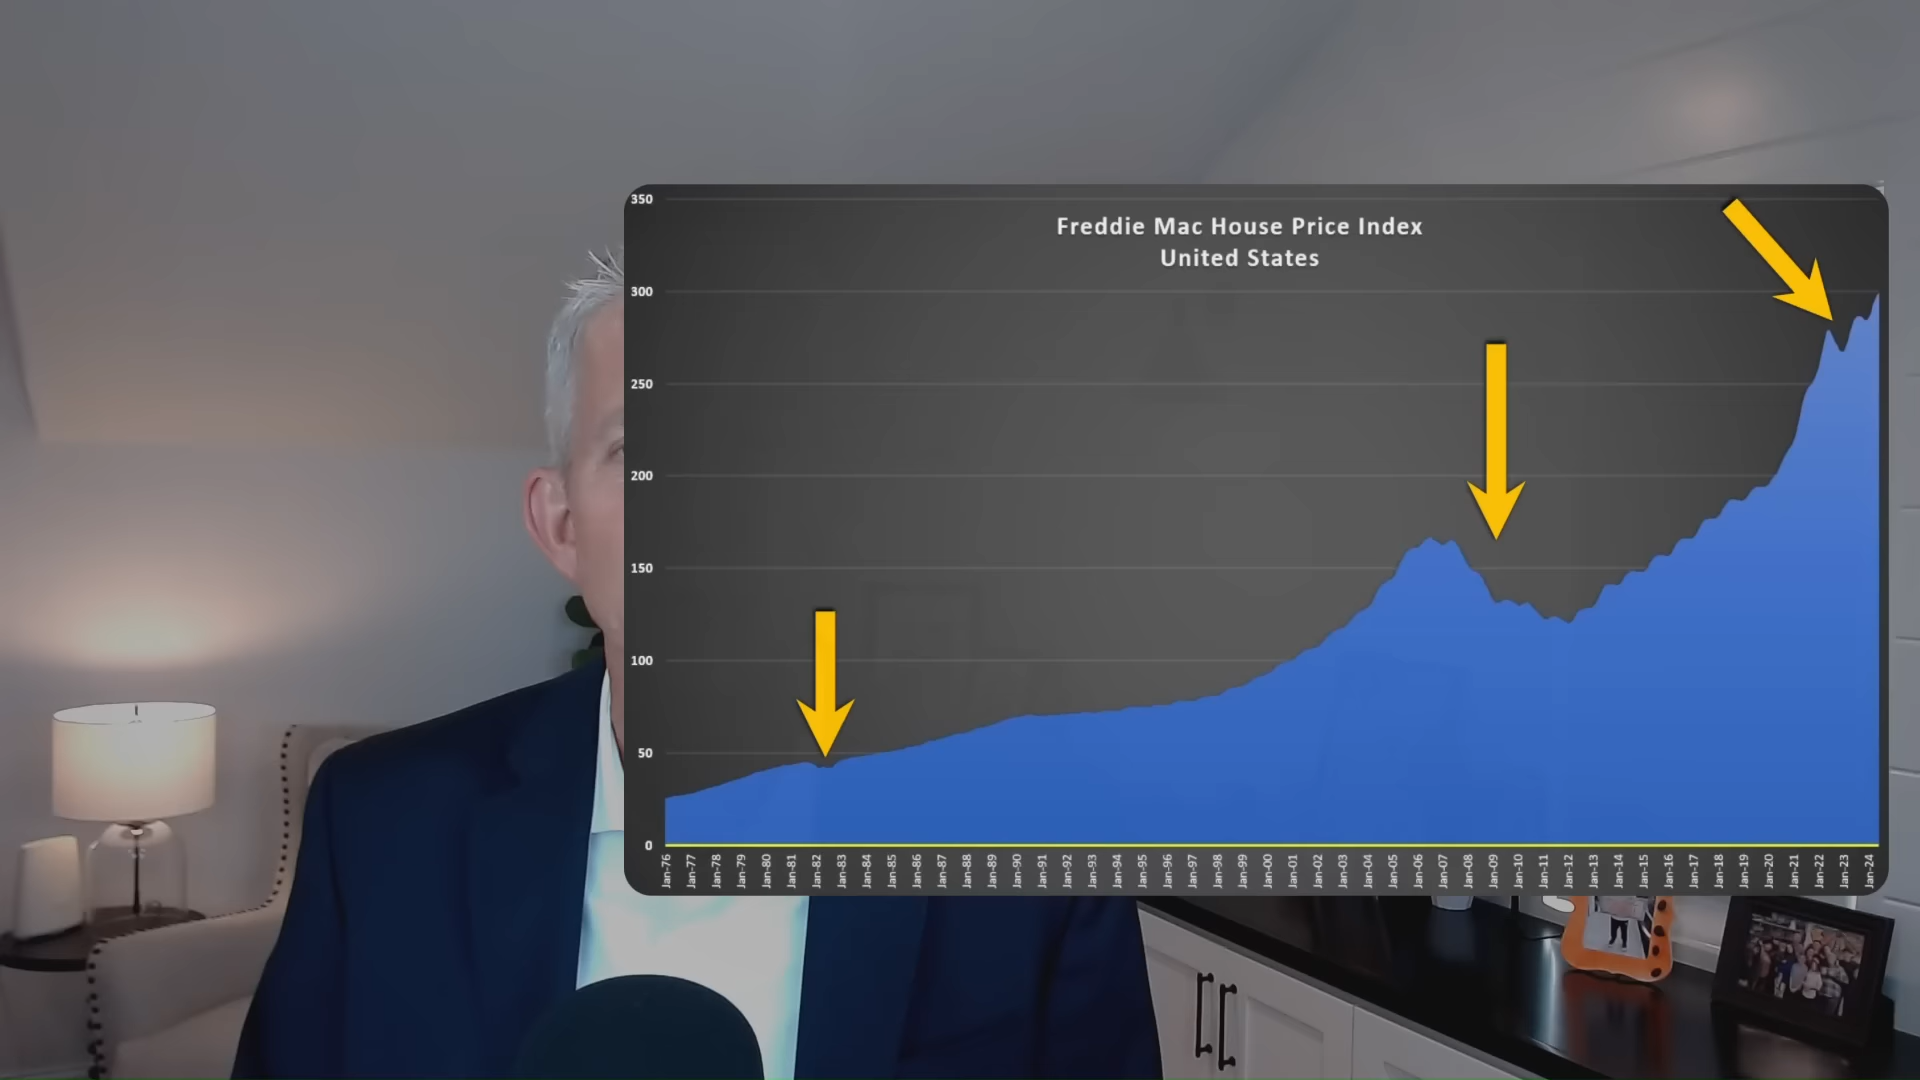 Freddie Mac House Price Index
United States
350
300
250
200
150
100
50
0
Jan-76
Jan-77
Jan-78
Jan-79
Jan-80
Jan-81
Jan-82
Jan-83
Jan-84
Jan-85
Jan-86
Jan-87
Jan-88
Jan-89
Jan-90
Jan-91
Jan-92
Jan-93
Jan-94
Jan-95
Jan-96
Jan-97
Jan-98
Jan-99
Jan-00
Jan-01
Jan-02
Jan-03
Jan-04
Jan-05
Jan-06
Jan-07
Jan-08
Jan-09
Jan-10
Jan-11
Jan-12
Jan-13
Jan-14
Jan-15
Jan-16
Jan-17
Jan-18
Jan-19
Jan-20
Jan-21
Jan-22
Jan-23
Jan-24